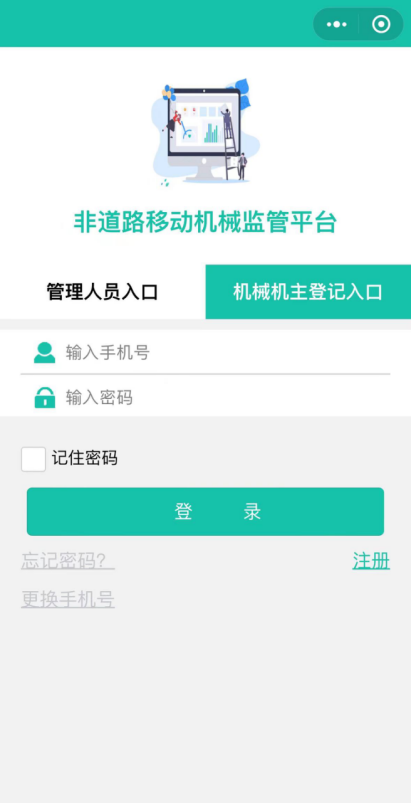 非道路移动机械监管平台
管理人员入口 机械机主登记入口
输入手机号
输入密码
记住密码
登 录
忘记密码? 注册
更换手机号